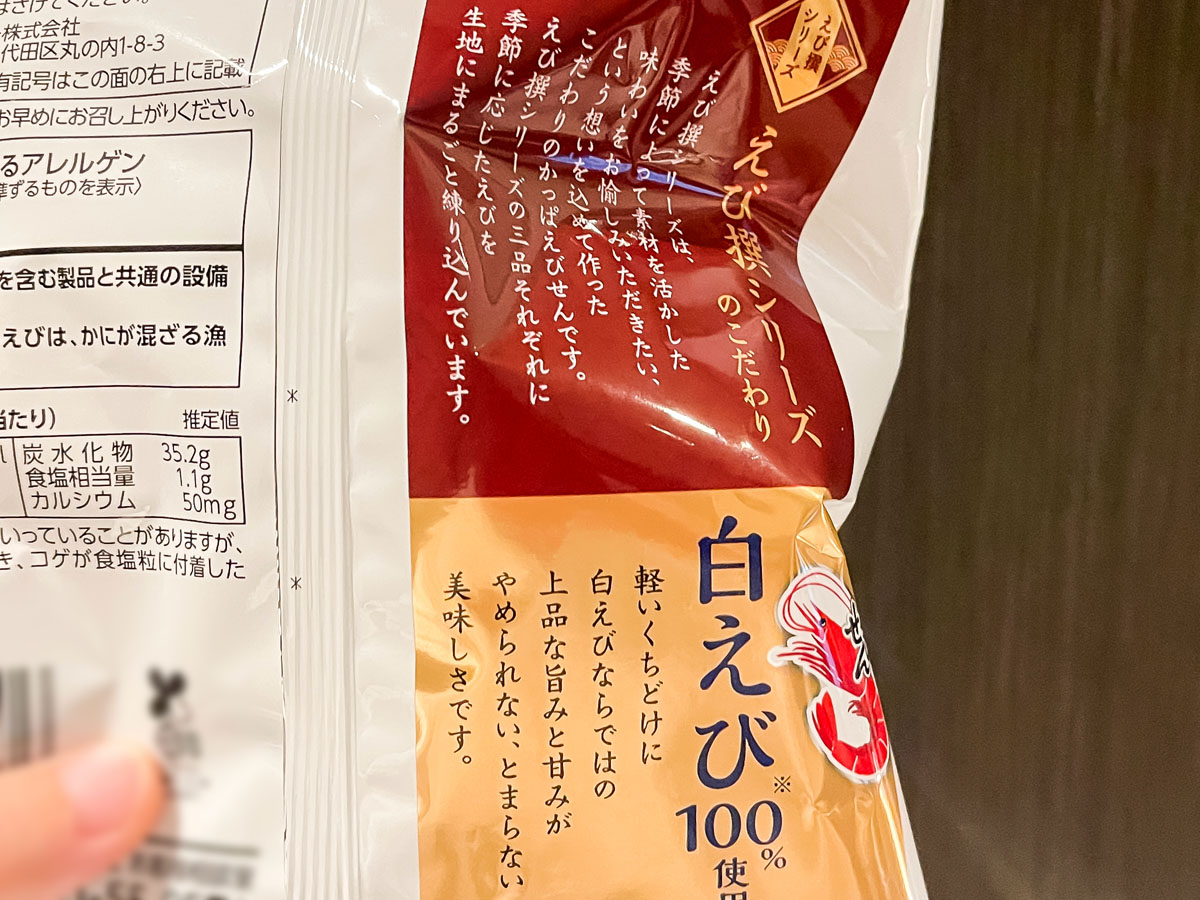 まさけてください。
株式会社
代田区丸の内1-8-3
有記号はこの面の右上に記載
お早めにお召し上がりください。
るアレルゲン
準ずるものを表示〉
を含む製品と共通の設備
えびは、かにが混ざる漁
当たり) 推定値
炭水化物 35.2g
食塩相当量 1.1g
カルシウム 50mg
いっていることがありますが、
き、コゲが食塩粒に付着した
*
*
えび撰
シリーズ
えび撰シリーズ
のこだわり
えび撰シリーズは、
季節によって素材を活かした
味わいをお愉しみいただきたい、
という想いを込めて作った
こだわりのかっぱえびせんです。
えび撰シリーズの三品それぞれに
季節に応じたえびを
生地にまるごと練り込んでいます。
せん
白えび
※
100%
使用
軽いくちどけに
白えびならではの
上品な旨みと甘みが
やめられない、とまらない
美味しさです。